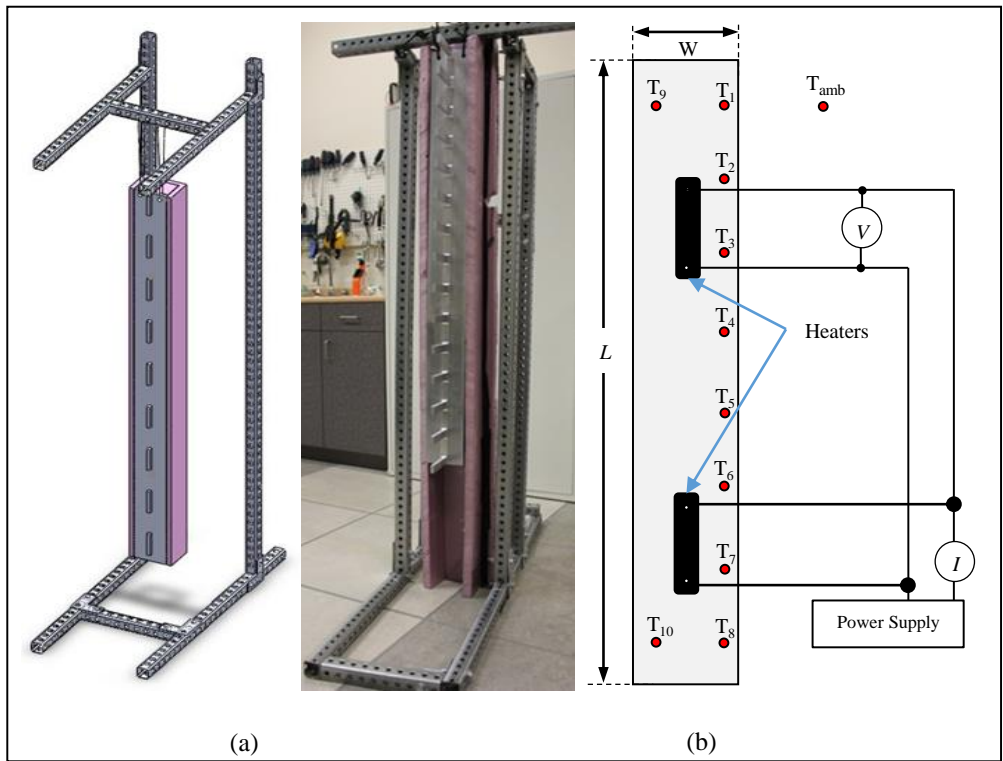 W
T9 T1 Tamb
T2
V
T3
T4
Heaters
L
T5
T6
T7
I
Power Supply
T10 T8
(a) (b)